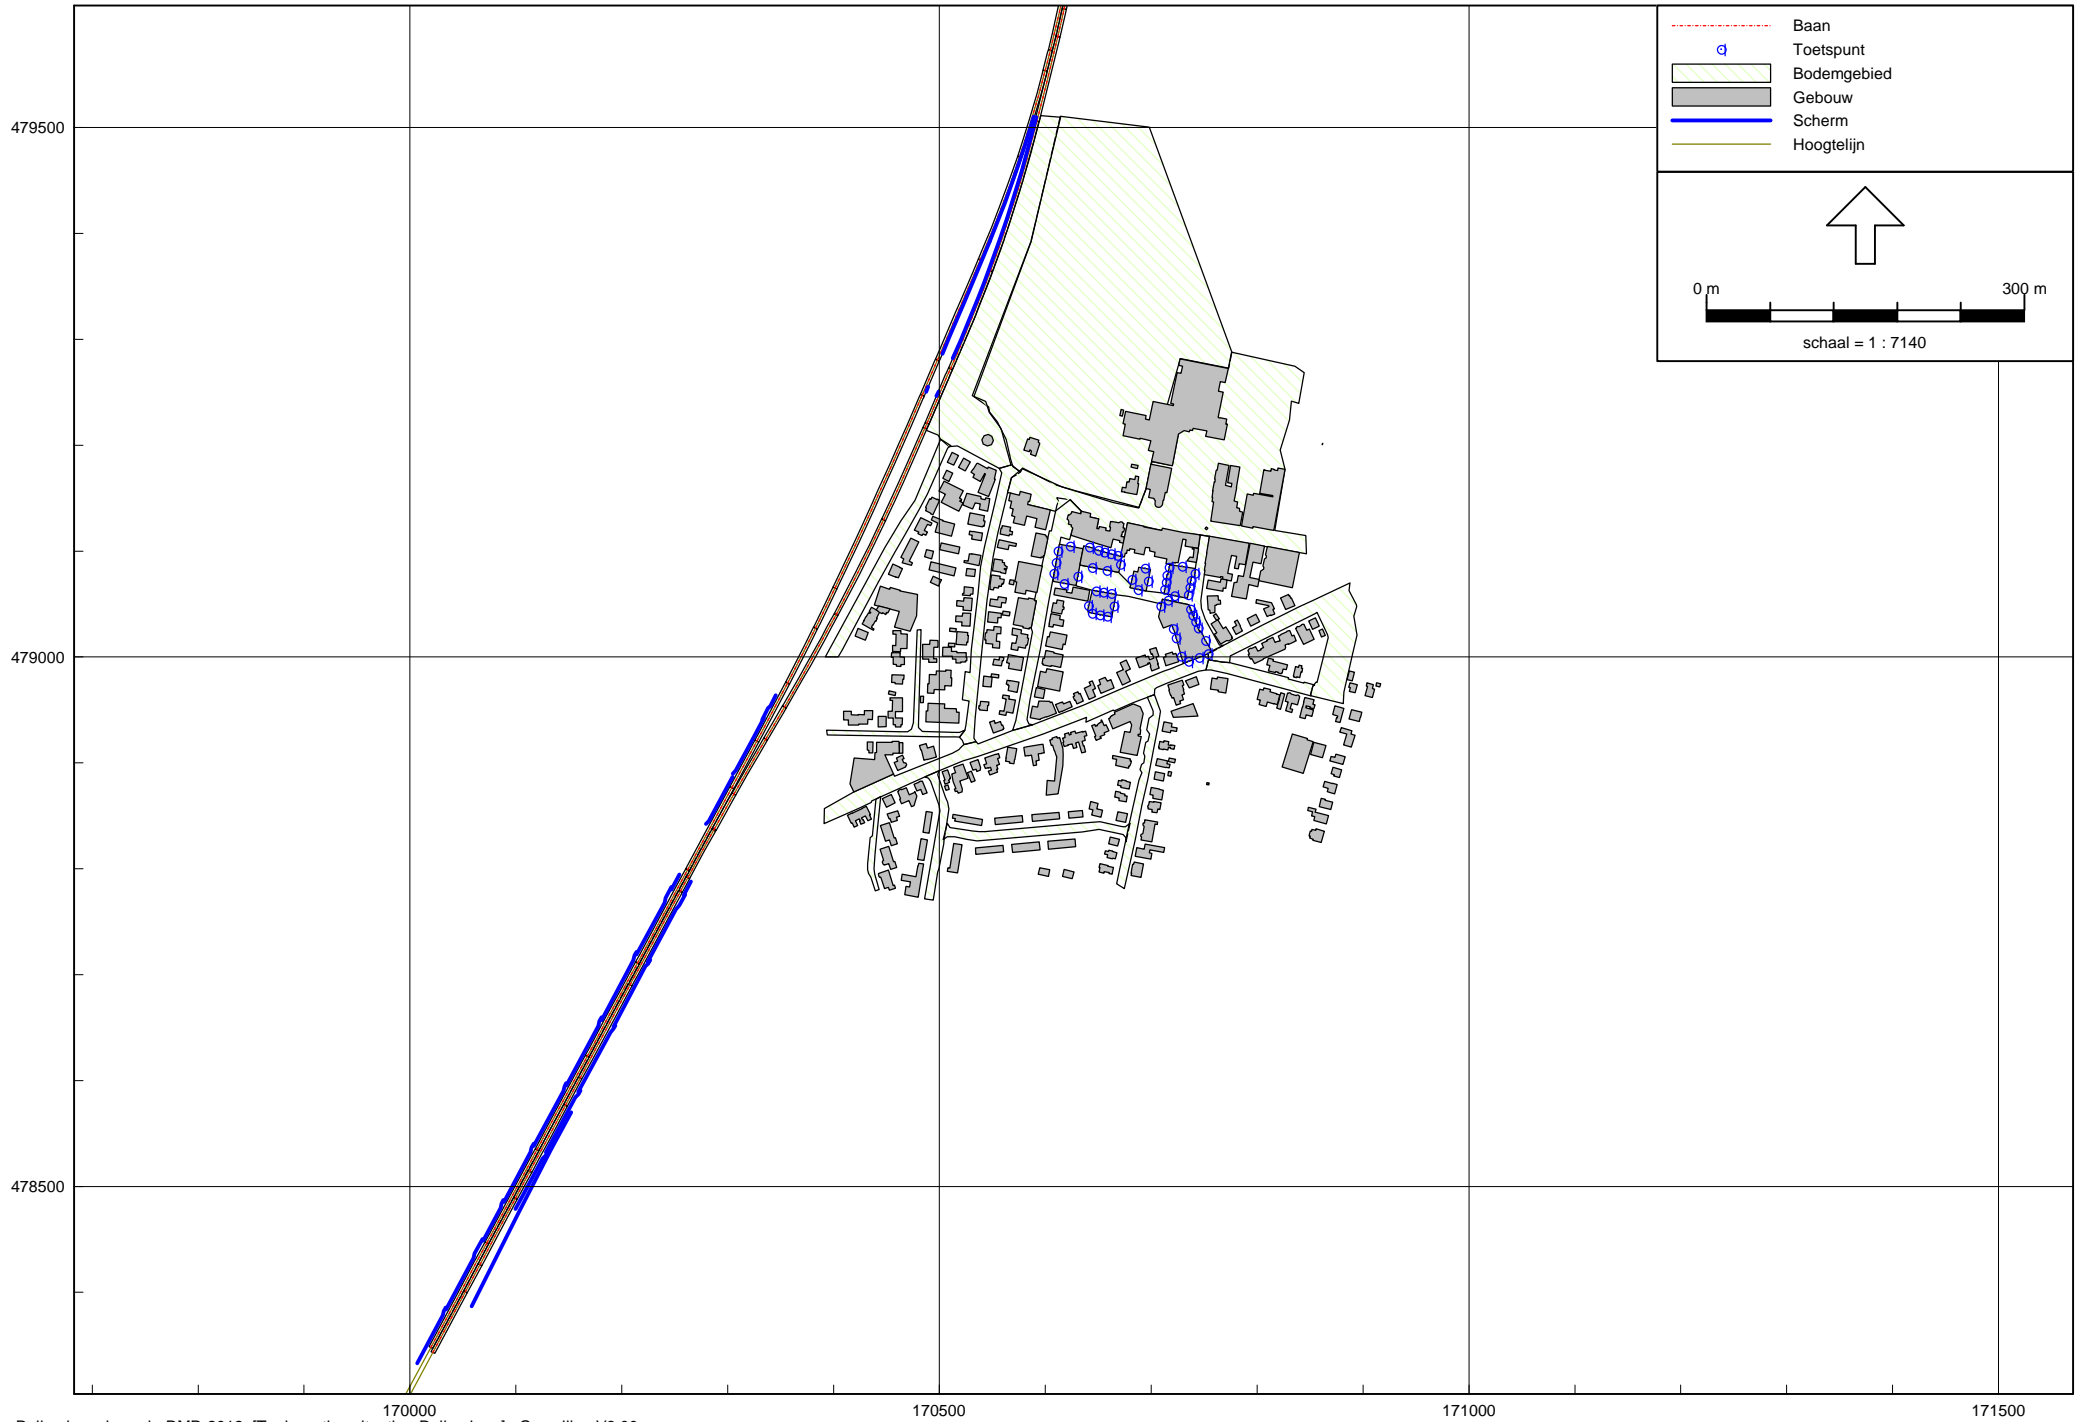 Baan
Toetspunt
Bodemgebied
Gebouw
Scherm
Hoogtelijn
0 m
300 m
schaal = 1 : 7140
479500
479000
478500
170000
170500
171000
171500